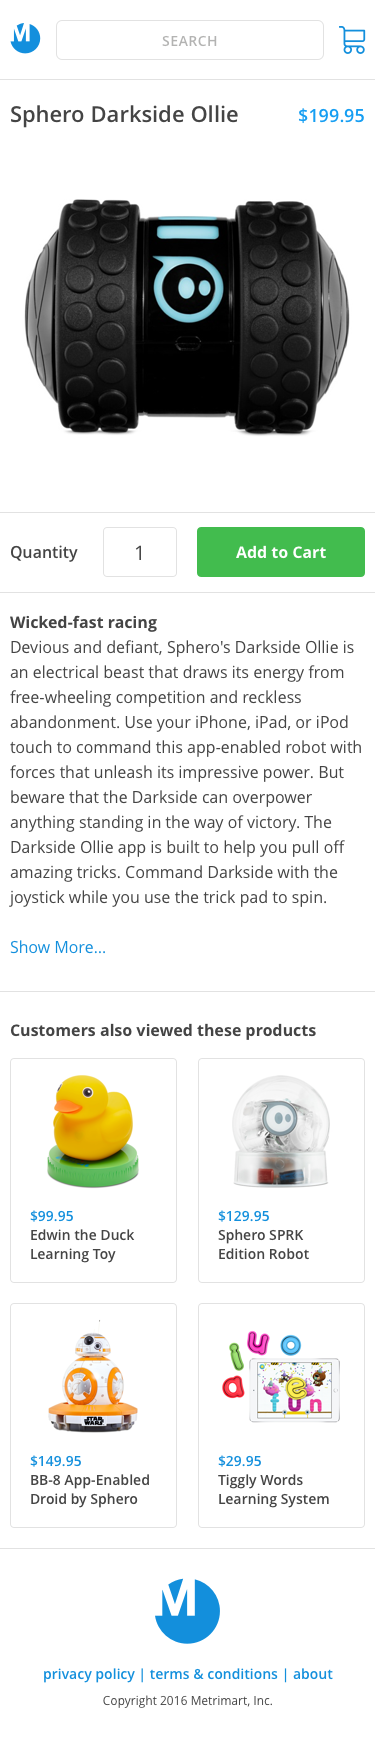 M
SEARCH
Sphero Darkside Ollie
$199.95
Quantity
1
Add to Cart
Wicked-fast racing
Devious and defiant, Sphero's Darkside Ollie is
an electrical beast that draws its energy from
free-wheeling competition and reckless
abandonment. Use your iPhone, iPad, or iPod
touch to command this app-enabled robot with
forces that unleash its impressive power. But
beware that the Darkside can overpower
anything standing in the way of victory. The
Darkside Ollie app is built to help you pull off
amazing tricks. Command Darkside with the
joystick while you use the trick pad to spin.
Show More...
Customers also viewed these products
$99.95
Edwin the Duck
Learning Toy
$129.95
Sphero SPRK
Edition Robot
STAR
WARS
$149.95
BB-8 App-Enabled
Droid by Sphero
a i u o
e
fun
$29.95
Tiggly Words
Learning System
M
privacy policy | terms & conditions | about
Copyright 2016 Metrimart, Inc.